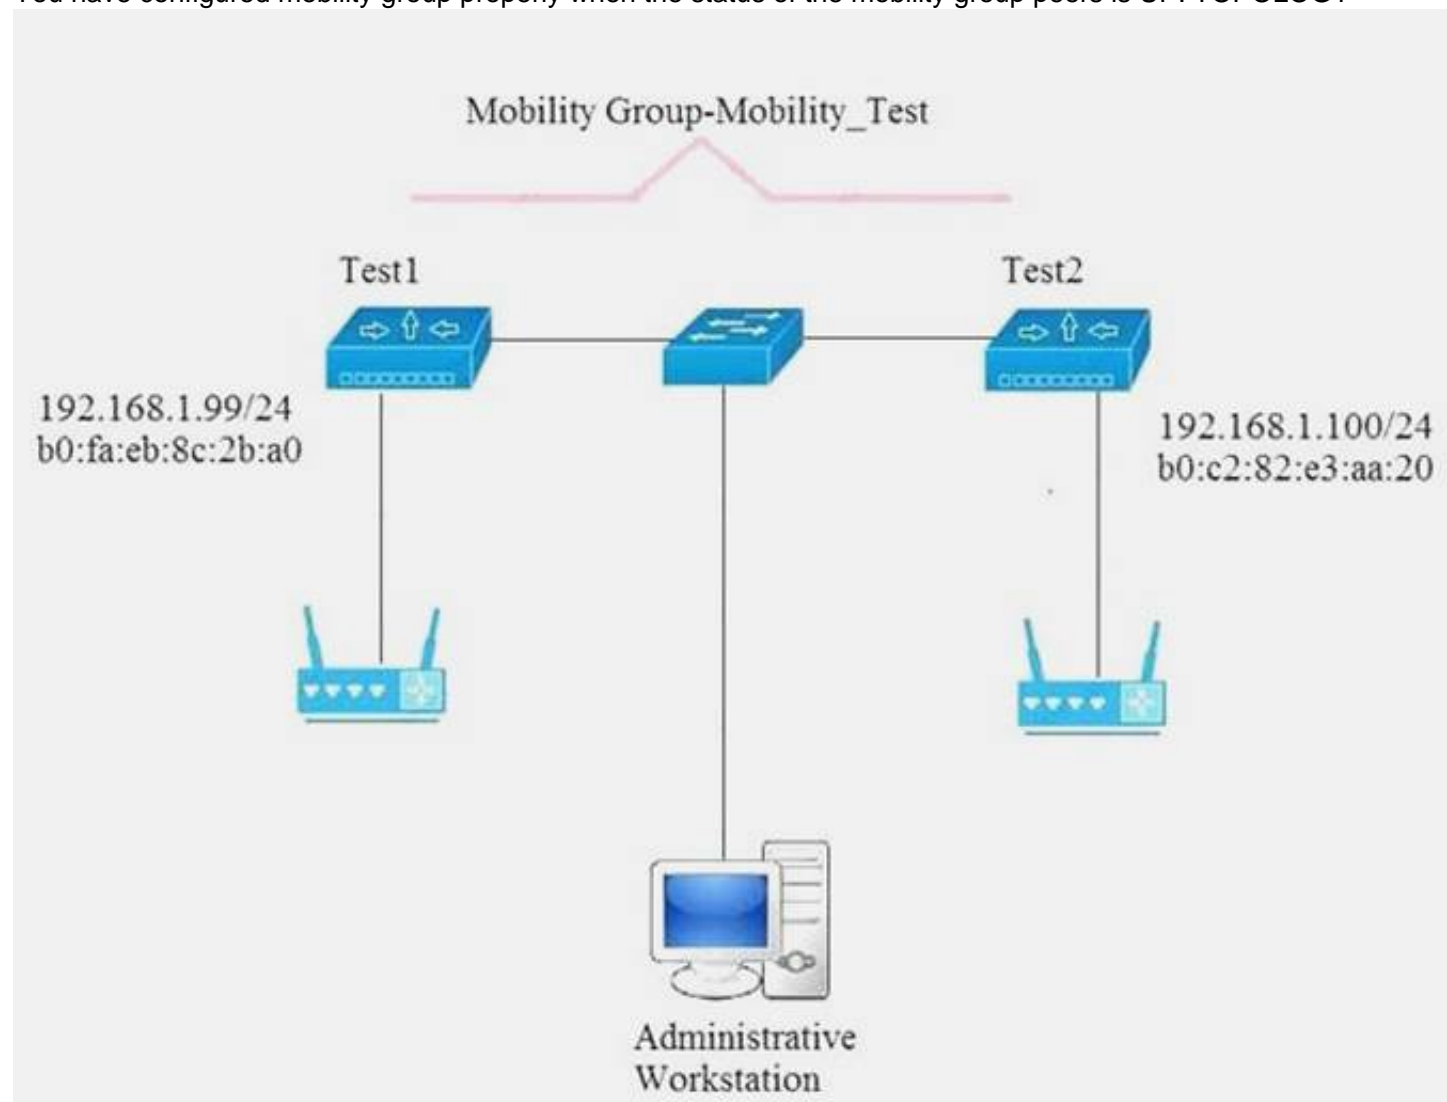 Mobility Group-Mobility_Test
Test1
Test2
192.168.1.99/24
b0:fa:eb:8c:2b:a0
192.168.1.100/24
b0:c2:82:e3:aa:20
Administrative
Workstation